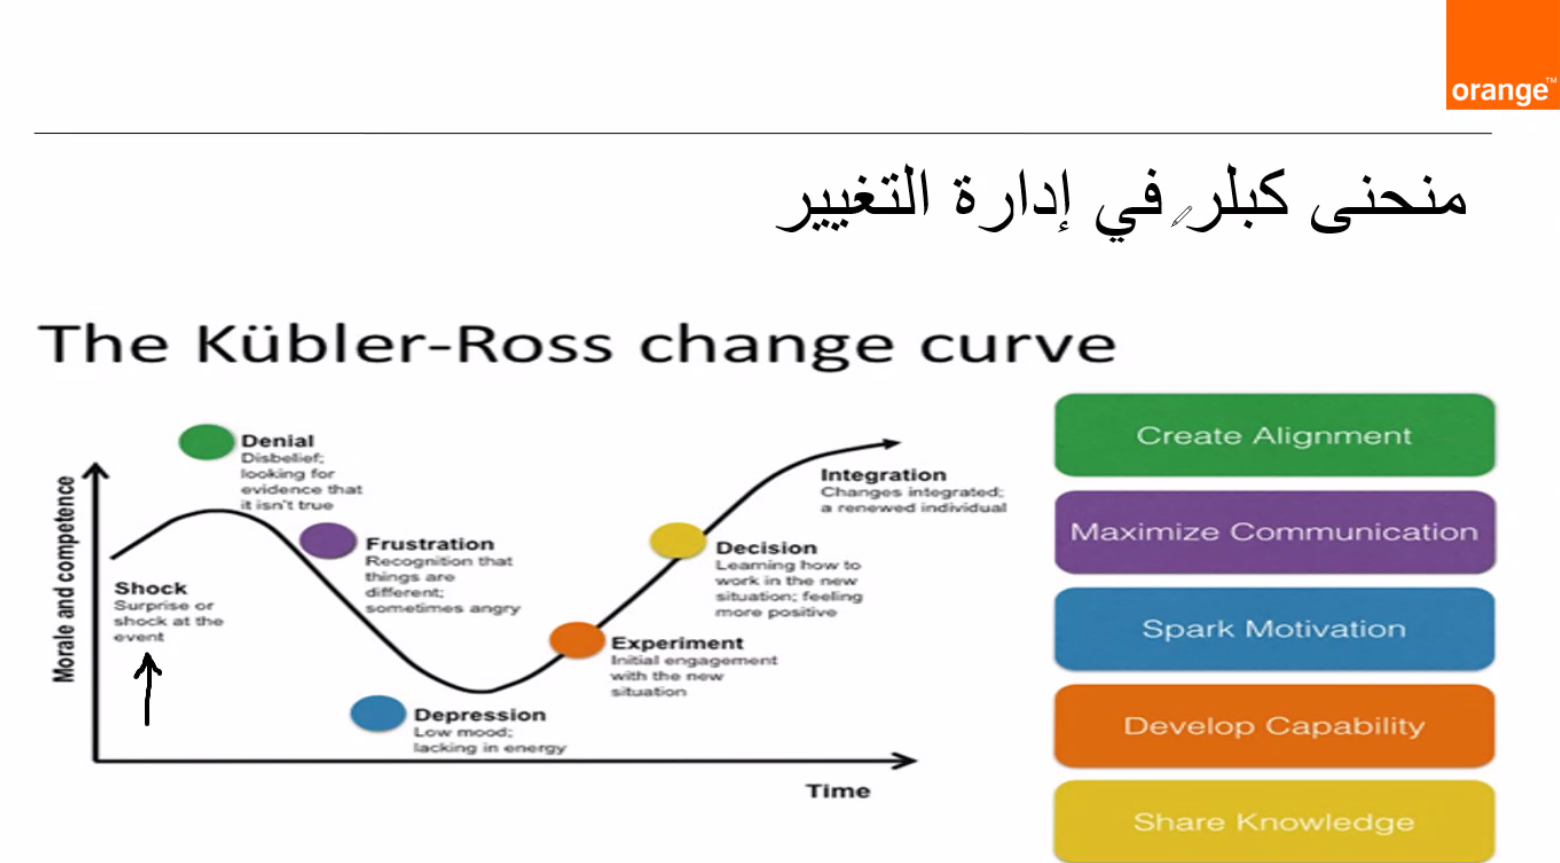 orange™
منحنى كبلر في إدارة التغيير
The Kübler-Ross change curve
Morale and competence
Shock
Surprise or
shock at the
event
Denial
Disbelief;
looking for
evidence that
it isn't true
Frustration
Recognition that
things are
different;
sometimes angry
Depression
Low mood;
lacking in energy
Experiment
Initial engagement
with the new
situation
Decision
Learning how to
work in the new
situation; feeling
more positive
Integration
Changes integrated;
a renewed individual
Time
Create Alignment
Maximize Communication
Spark Motivation
Develop Capability
Share Knowledge